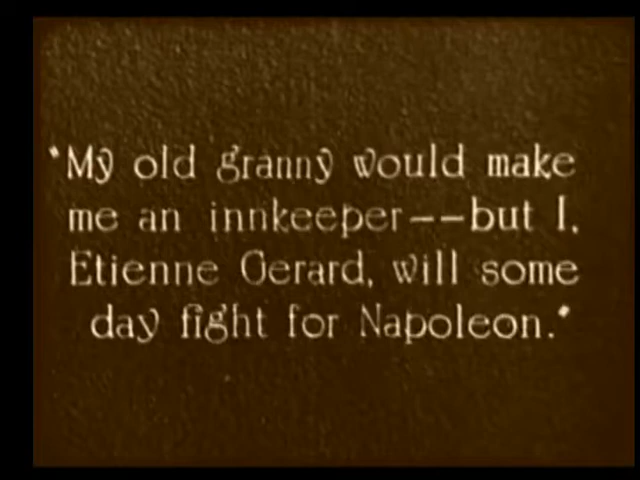 "My old granny would make
me an innkeeper--but I,
Etienne Gerard, will some
day fight for Napoleon."